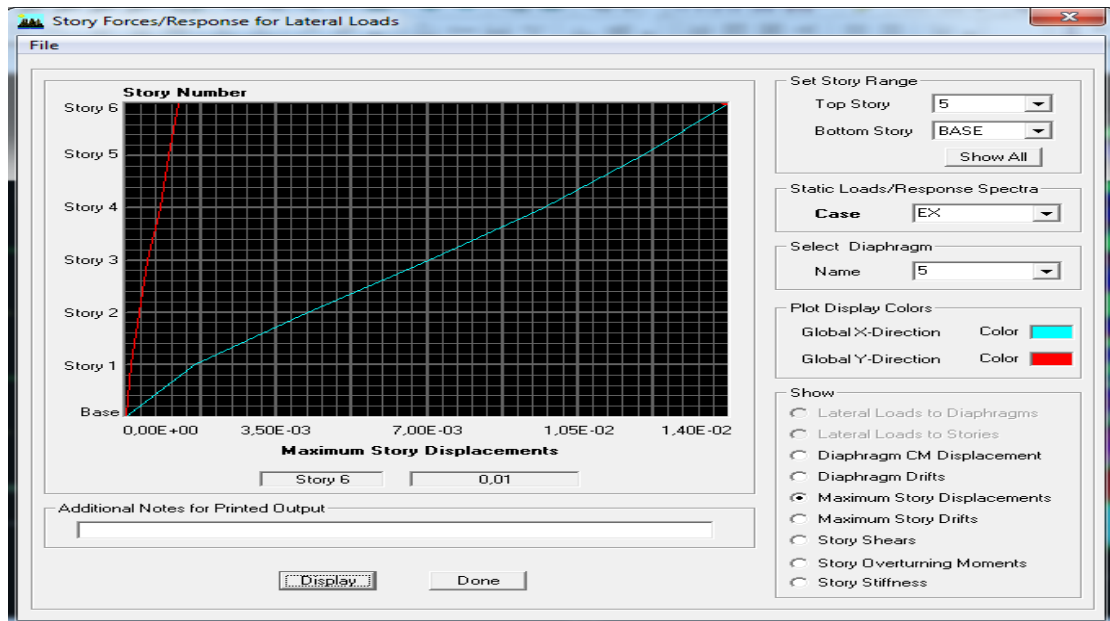 Story Forces/Response for Lateral Loads
File
Story Number
Story 6
Story 5
Story 4
Story 3
Story 2
Story 1
Base
0,00E+00 3,50E-03 7,00E-03 1,05E-02 1,40E-02
Maximum Story Displacements
Story 6 0,01
Additional Notes for Printed Output
Display Done
Set Story Range
Top Story 5
Bottom Story BASE
Show All
Static Loads/Response Spectra
Case EX
Select Diaphragm
Name 5
Plot Display Colors
Global X-Direction Color
Global Y-Direction Color
Show
Lateral Loads to Diaphragms
Lateral Loads to Stories
Diaphragm CM Displacement
Diaphragm Drifts
Maximum Story Displacements
Maximum Story Drifts
Story Shears
Story Overturning Moments
Story Stiffness